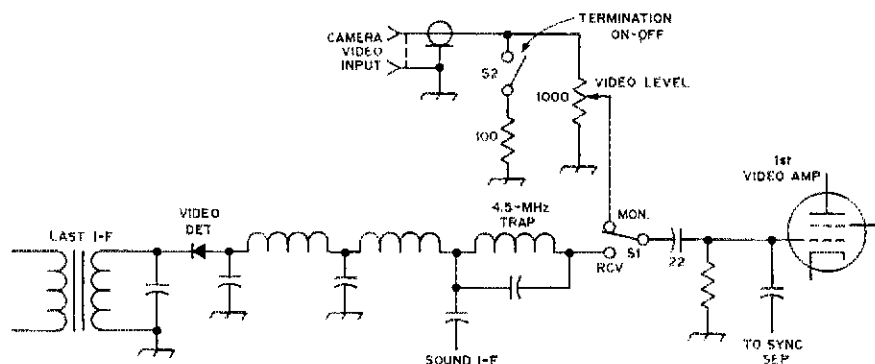 TERMINATION
ON-OFF
CAMERA
VIDEO
INPUT
S2
VIDEO LEVEL
1000
100
1st
VIDEO AMP
4.5-MHz
TRAP
VIDEO
DET
LAST I-F
MON.
S1
RCV
22
SOUND I-F
TO SYNC
SEP